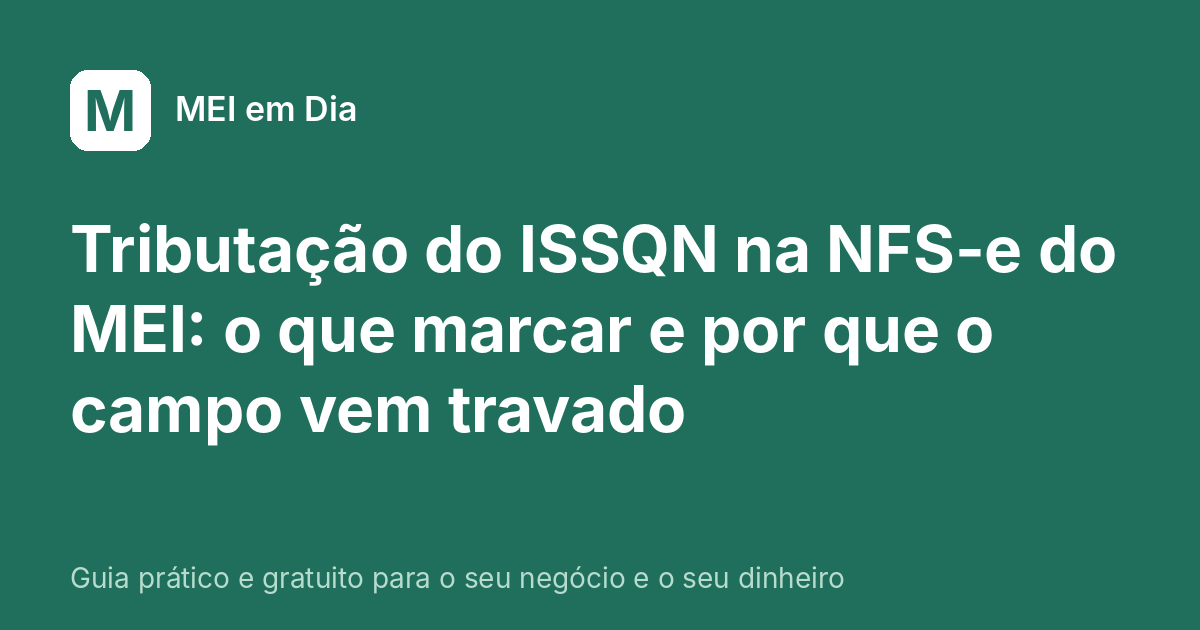 M
MEI em Dia
Tributação do ISSQN na NFS-e do
MEI: o que marcar e por que o
campo vem travado
Guia prático e gratuito para o seu negócio e o seu dinheiro